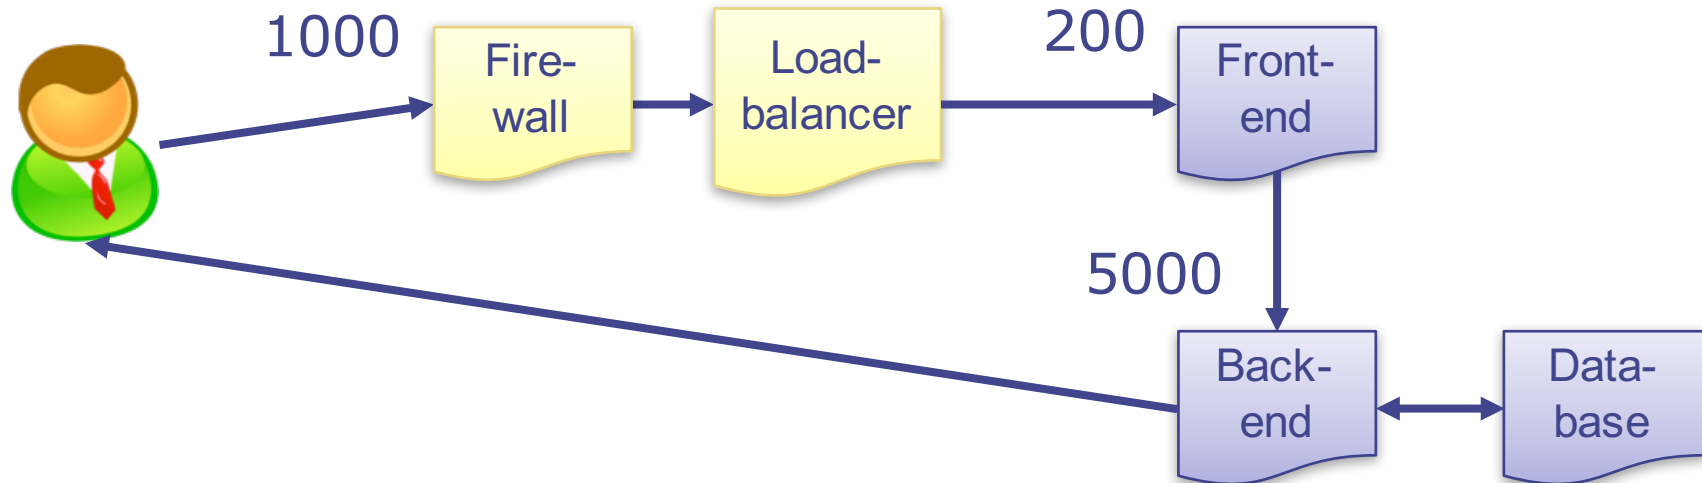 1000
Fire-
wall
Load-
balancer
200
Front-
end
5000
Back-
end
Data-
base